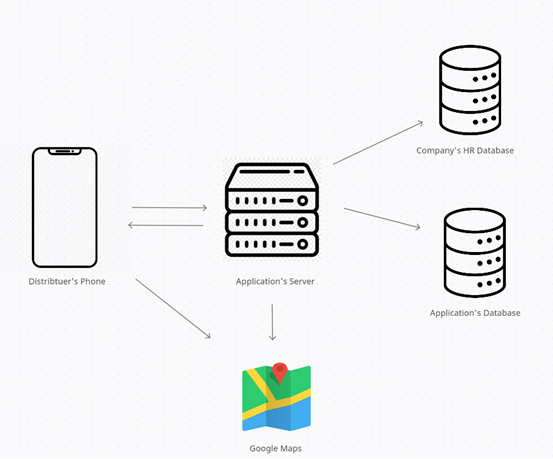 Company's HR Database
Distribtuer's Phone
Application's Server
Application's Database
Google Maps